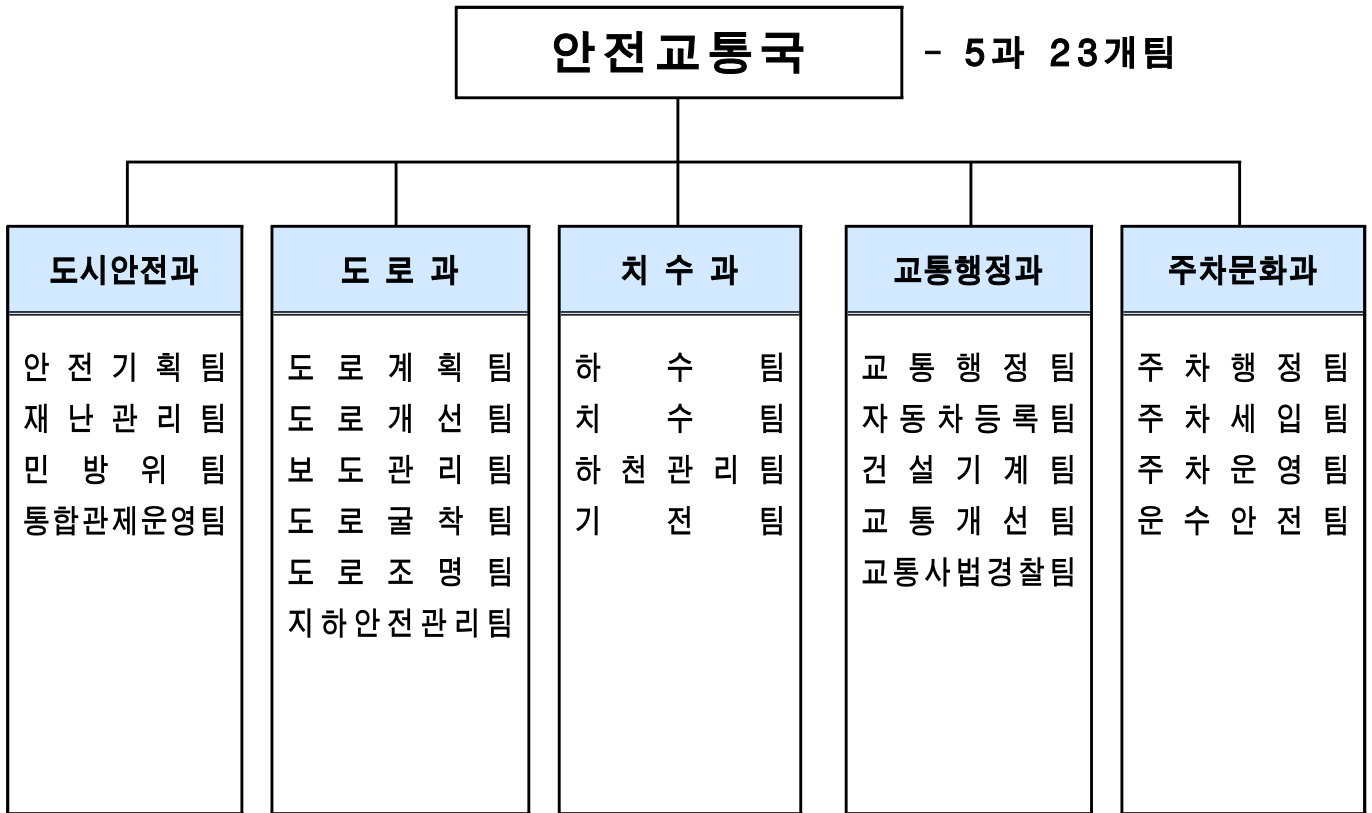 안전교통국
- 5과 23개팀
도시안전과
안전기획팀
재난관리팀
민방위팀
통합관제운영팀
도로과
도로계획팀
도로개선팀
보도관리팀
도로굴착팀
도로조명팀
지하안전관리팀
치수과
하수팀
치수팀
하천관리팀
기전팀
교통행정과
교통행정팀
자동차등록팀
건설기계팀
교통개선팀
교통사법경찰팀
주차문화과
주차행정팀
주차세입팀
주차운영팀
운수안전팀